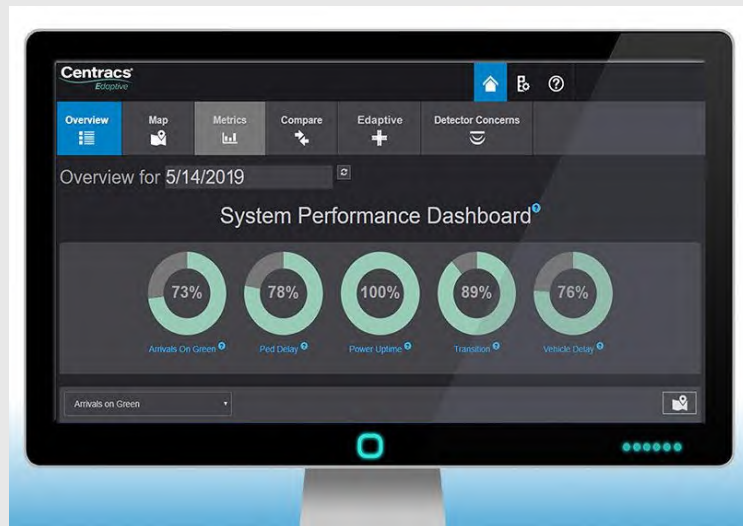 Centracs®
Edaptive
Overview
Map
Metrics
Compare
Edaptive
Detector Concerns
Overview for 5/14/2019
System Performance Dashboard
73%
78%
100%
89%
76%
Arrivals On Green
Ped Delay
Power Uptime
Transition
Vehicle Delay
Arrivals on Green